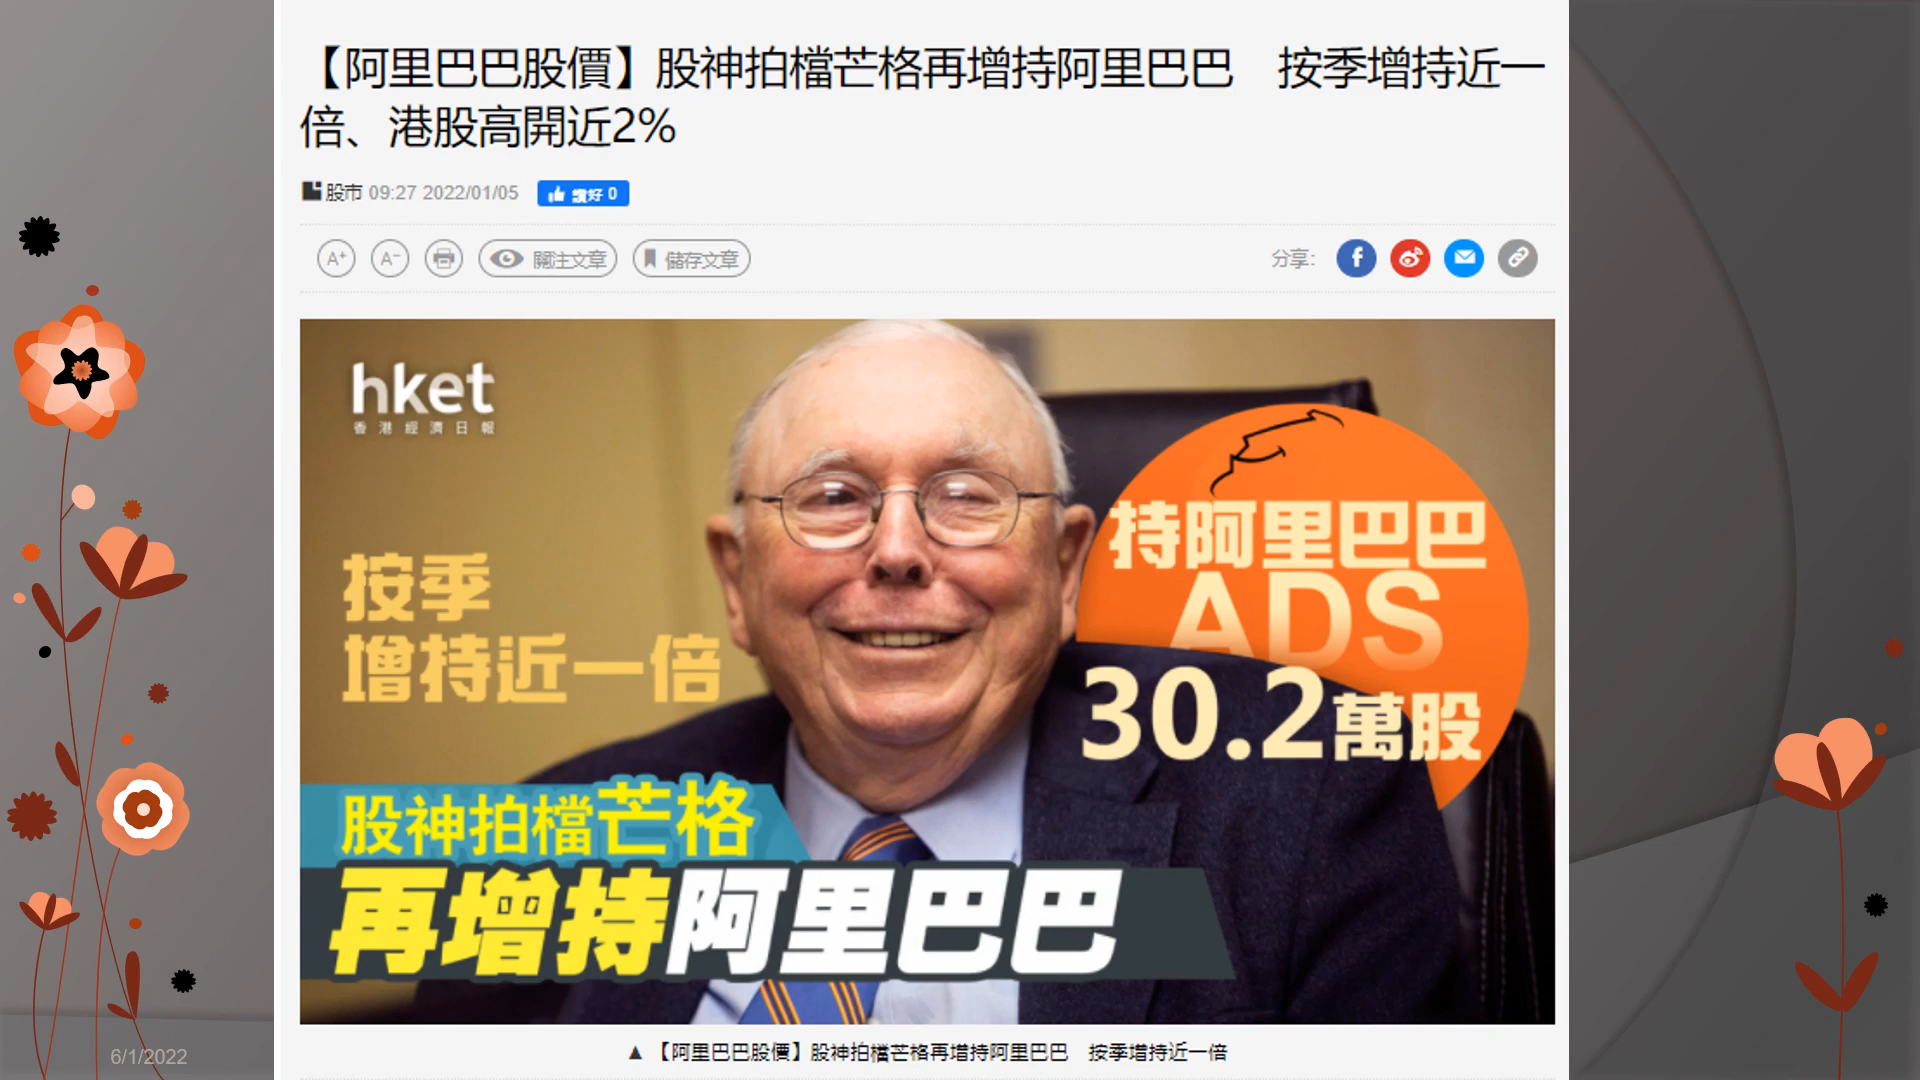 【阿里巴巴股價】股神拍檔芒格再增持阿里巴巴　按季增持近一
倍、港股高開近2%
股市 09:27 2022/01/05 讚好 0
A+ A- 關注文章 儲存文章 分享:
hket
香港經濟日報
持阿里巴巴
ADS
30.2萬股
按季
增持近一倍
股神拍檔芒格
再增持阿里巴巴
▲ 【阿里巴巴股價】股神拍檔芒格再增持阿里巴巴　按季增持近一倍
6/1/2022